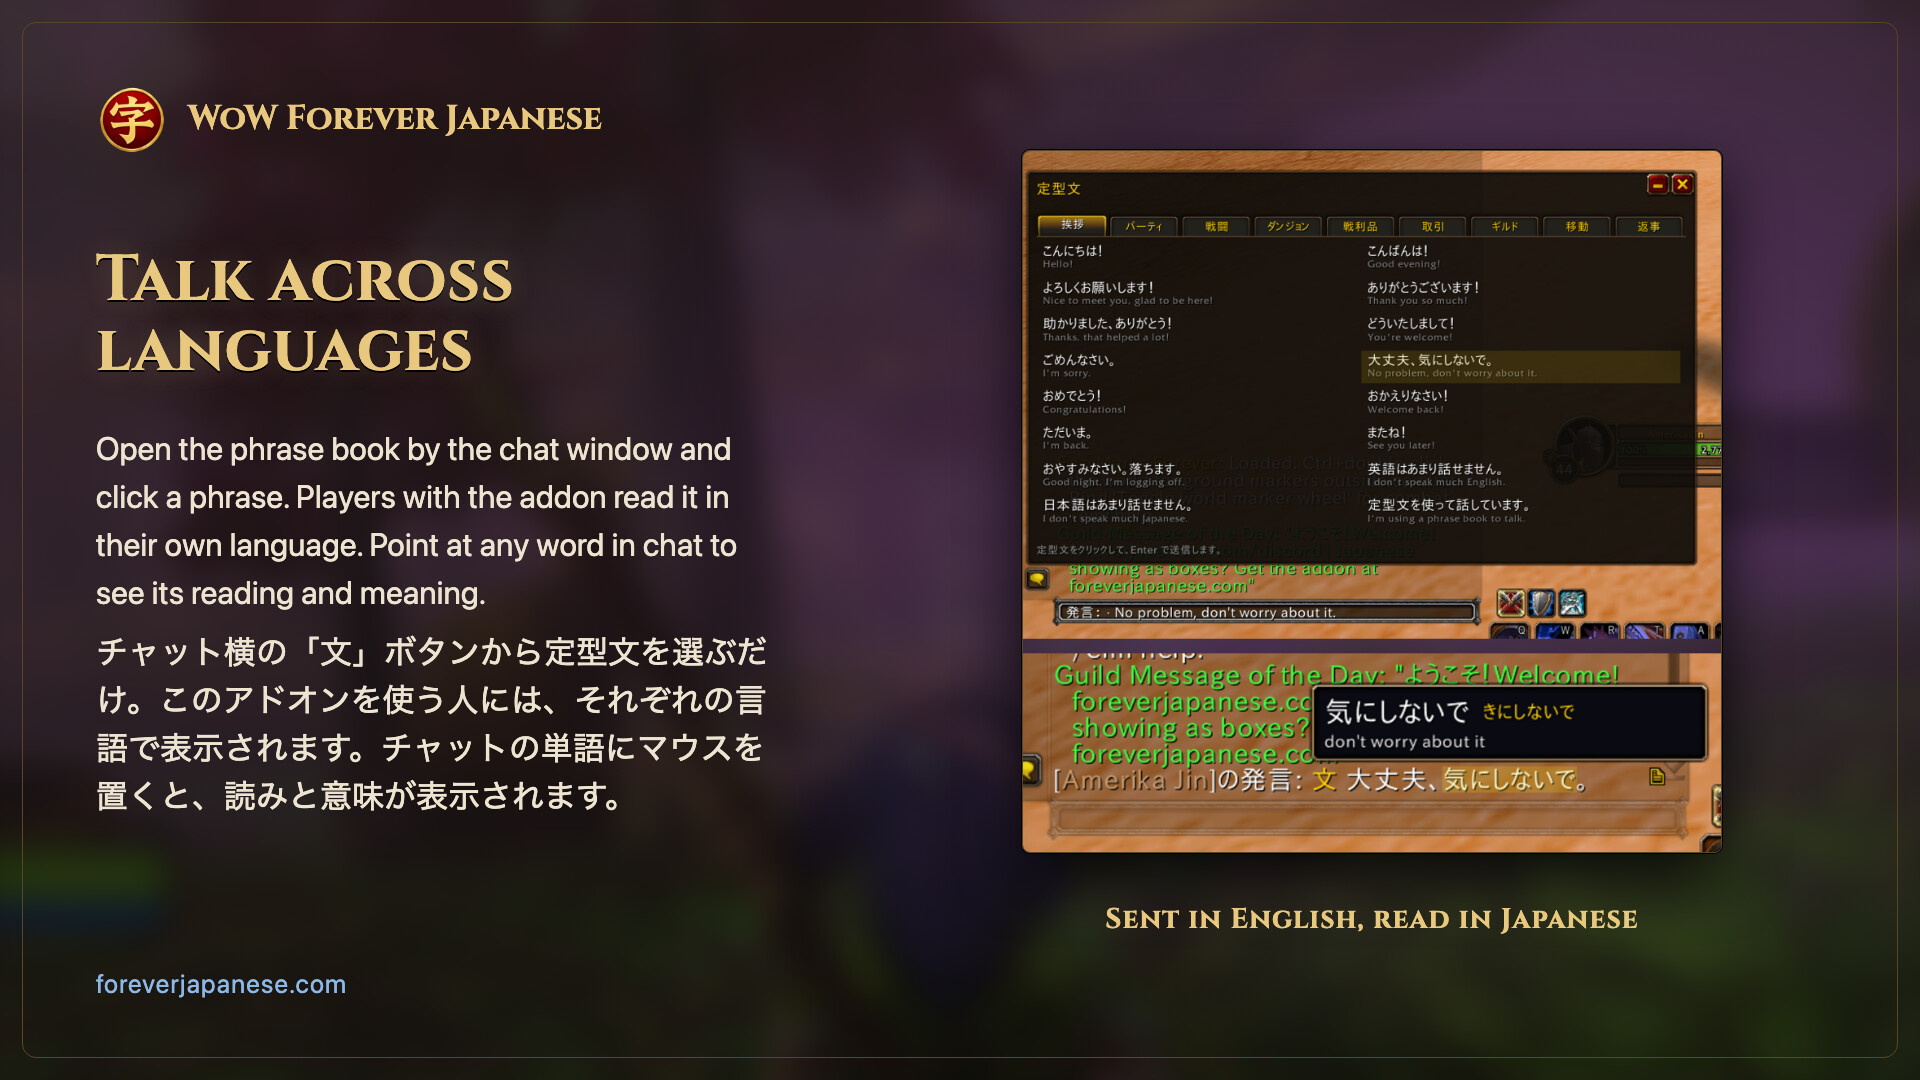 字 WoW Forever Japanese
Talk across
languages
Open the phrase book by the chat window and
click a phrase. Players with the addon read it in
their own language. Point at any word in chat to
see its reading and meaning.
チャット横の「文」ボタンから定型文を選ぶだ
け。このアドオンを使う人には、それぞれの言
語で表示されます。チャットの単語にマウスを
置くと、読みと意味が表示されます。
foreverjapanese.com
定型文
挨拶 パーティ 戦闘 ダンジョン 戦利品 取引 ギルド 移動 返事
こんにちは!
Hello!
こんばんは!
Good evening!
よろしくお願いします!
Nice to meet you, glad to be here!
ありがとうございます!
Thank you so much!
助かりました、ありがとう!
Thanks, that helped a lot!
どういたしまして!
You're welcome!
ごめんなさい。
I'm sorry.
大丈夫、気にしないで。
No problem, don't worry about it.
おめでとう!
Congratulations!
おかえりなさい!
Welcome back!
ただいま。
I'm back.
またね!
See you later!
おやすみなさい。落ちます。
Good night, I'm logging off.
英語はあまり話せません。
I don't speak much English.
日本語はあまり話せません。
I don't speak much Japanese.
定型文を使って話しています。
I'm using a phrase book to talk.
定型文をクリックして、Enter で送信します。
showing as boxes? Get the addon at
foreverjapanese.com"
発言: · No problem, don't worry about it.
Q W R T A
Guild Message of the Day: "ようこそ! Welcome!
foreverjapanese.co
showing as boxes?
foreverjapanese.com"
気にしないで きにしないで
don't worry about it
[Amerika Jin]の発言: 文 大丈夫、気にしないで。
Sent in English, read in Japanese